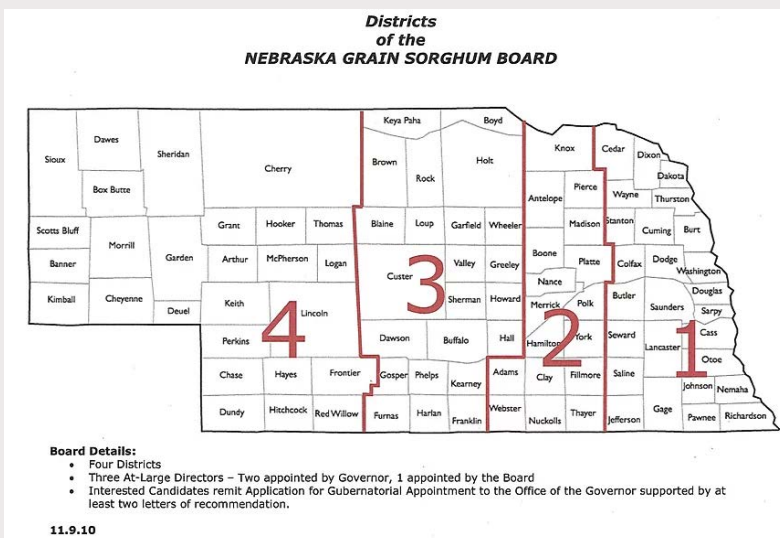 Districts
of the
NEBRASKA GRAIN SORGHUM BOARD
Keya Paha
Boyd
Knox
Cedar
Dixon
Dakota
Sioux
Dawes
Sheridan
Cherry
Brown
Rock
Holt
Antelope
Pierce
Wayne
Thurston
Box Butte
Scotts Bluff
Morrill
Garden
Grant
Hooker
Thomas
Blaine
Loup
Garfield
Wheeler
Madison
Stanton
Cuming
Burt
Banner
Arthur
McPherson
Logan
Custer
Valley
Greeley
Boone
Platte
Colfax
Dodge
Washington
Kimball
Cheyenne
Deuel
Keith
Lincoln
3
Sherman
Howard
Nance
Merrick
Polk
Butler
Saunders
Douglas
Sarpy
Perkins
4
Dawson
Buffalo
Hall
Hamilton
2
York
Seward
Lancaster
1
Cass
Otoe
Chase
Hayes
Frontier
Gosper
Phelps
Kearney
Adams
Clay
Fillmore
Saline
Johnson
Nemaha
Dundy
Hitchcock
Red Willow
Furnas
Harlan
Franklin
Webster
Nuckolls
Thayer
Jefferson
Gage
Pawnee
Richardson
Board Details:
• Four Districts
• Three At-Large Directors – Two appointed by Governor, 1 appointed by the Board
• Interested Candidates remit Application for Gubernatorial Appointment to the Office of the Governor supported by at
least two letters of recommendation.
11.9.10